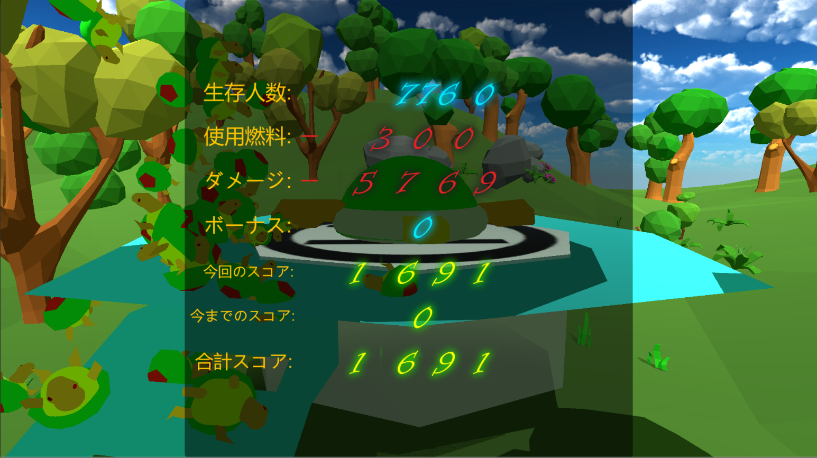 生存人数: 7760
使用燃料: － 300
ダメージ: － 5769
ボーナス: 0
今回のスコア: 1691
今までのスコア: 0
合計スコア: 1691